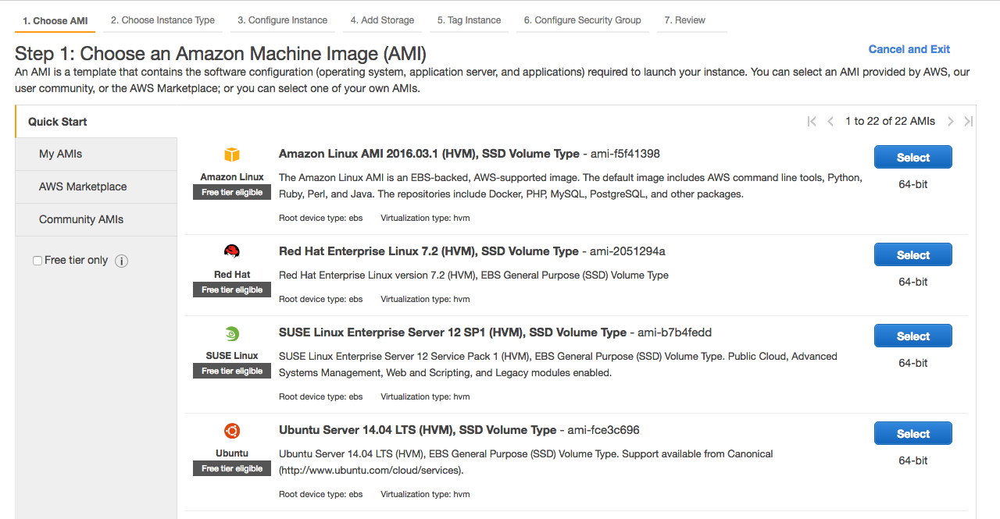 1. Choose AMI 2. Choose Instance Type 3. Configure Instance 4. Add Storage 5. Tag Instance 6. Configure Security Group 7. Review
Step 1: Choose an Amazon Machine Image (AMI)
Cancel and Exit
An AMI is a template that contains the software configuration (operating system, application server, and applications) required to launch your instance. You can select an AMI provided by AWS, our
user community, or the AWS Marketplace; or you can select one of your own AMIs.
Quick Start
1 to 22 of 22 AMIs
My AMIs
AWS Marketplace
Community AMIs
Free tier only
Amazon Linux
Free tier eligible
Amazon Linux AMI 2016.03.1 (HVM), SSD Volume Type - ami-f5f41398
The Amazon Linux AMI is an EBS-backed, AWS-supported image. The default image includes AWS command line tools, Python,
Ruby, Perl, and Java. The repositories include Docker, PHP, MySQL, PostgreSQL, and other packages.
Root device type: ebs Virtualization type: hvm
Select
64-bit
Red Hat
Free tier eligible
Red Hat Enterprise Linux 7.2 (HVM), SSD Volume Type - ami-2051294a
Red Hat Enterprise Linux version 7.2 (HVM), EBS General Purpose (SSD) Volume Type
Root device type: ebs Virtualization type: hvm
Select
64-bit
SUSE Linux
Free tier eligible
SUSE Linux Enterprise Server 12 SP1 (HVM), SSD Volume Type - ami-b7b4fedd
SUSE Linux Enterprise Server 12 Service Pack 1 (HVM), EBS General Purpose (SSD) Volume Type. Public Cloud, Advanced
Systems Management, Web and Scripting, and Legacy modules enabled.
Root device type: ebs Virtualization type: hvm
Select
64-bit
Ubuntu
Free tier eligible
Ubuntu Server 14.04 LTS (HVM), SSD Volume Type - ami-fce3c696
Ubuntu Server 14.04 LTS (HVM), EBS General Purpose (SSD) Volume Type. Support available from Canonical
(http://www.ubuntu.com/cloud/services).
Root device type: ebs Virtualization type: hvm
Select
64-bit